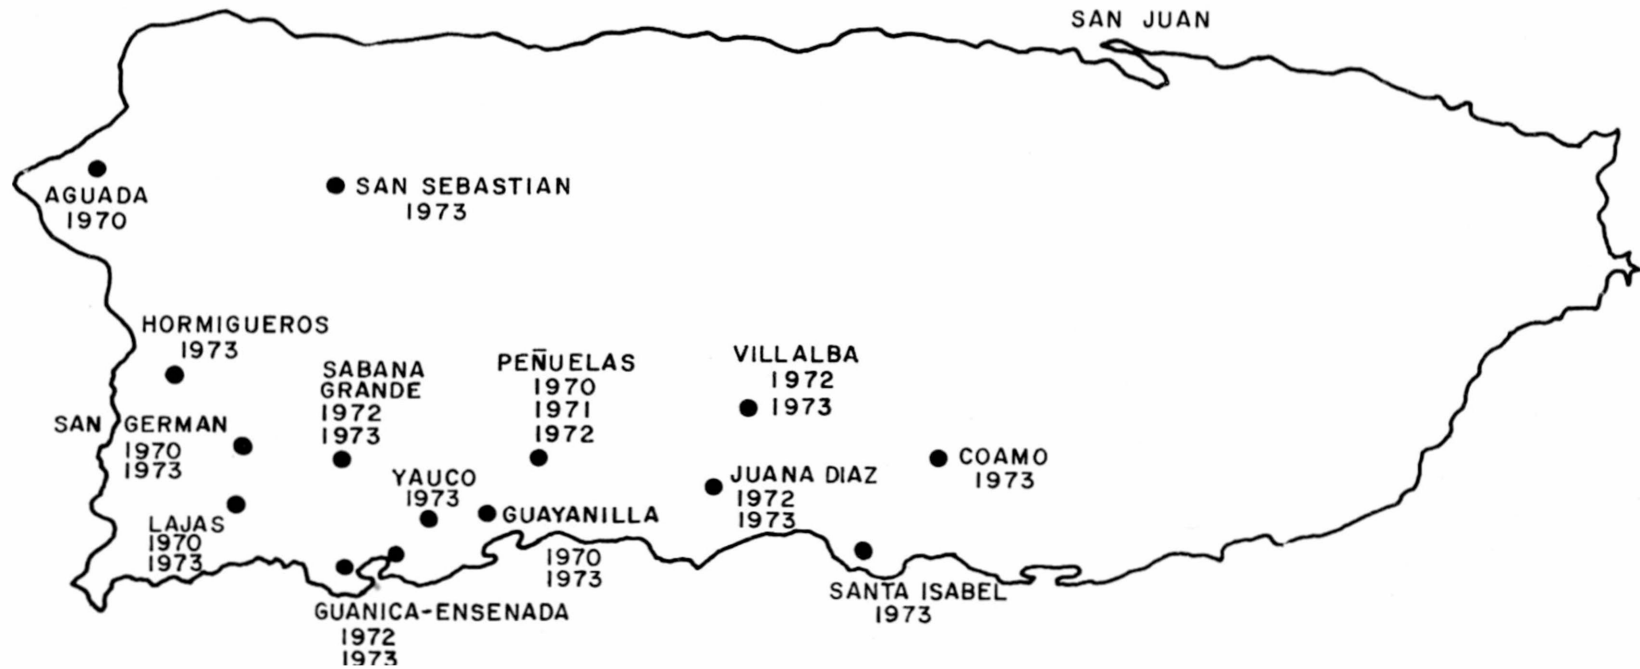 SAN JUAN
AGUADA
1970
SAN SEBASTIAN
1973
HORMIGUEROS
1973
SABANA
GRANDE
1972
1973
PEÑUELAS
1970
1971
1972
VILLALBA
1972
1973
SAN GERMAN
1970
1973
YAUCO
1973
GUAYANILLA
1970
1973
JUANA DIAZ
1972
1973
COAMO
1973
LAJAS
1970
1973
GUANICA-ENSENADA
1972
1973
SANTA ISABEL
1973